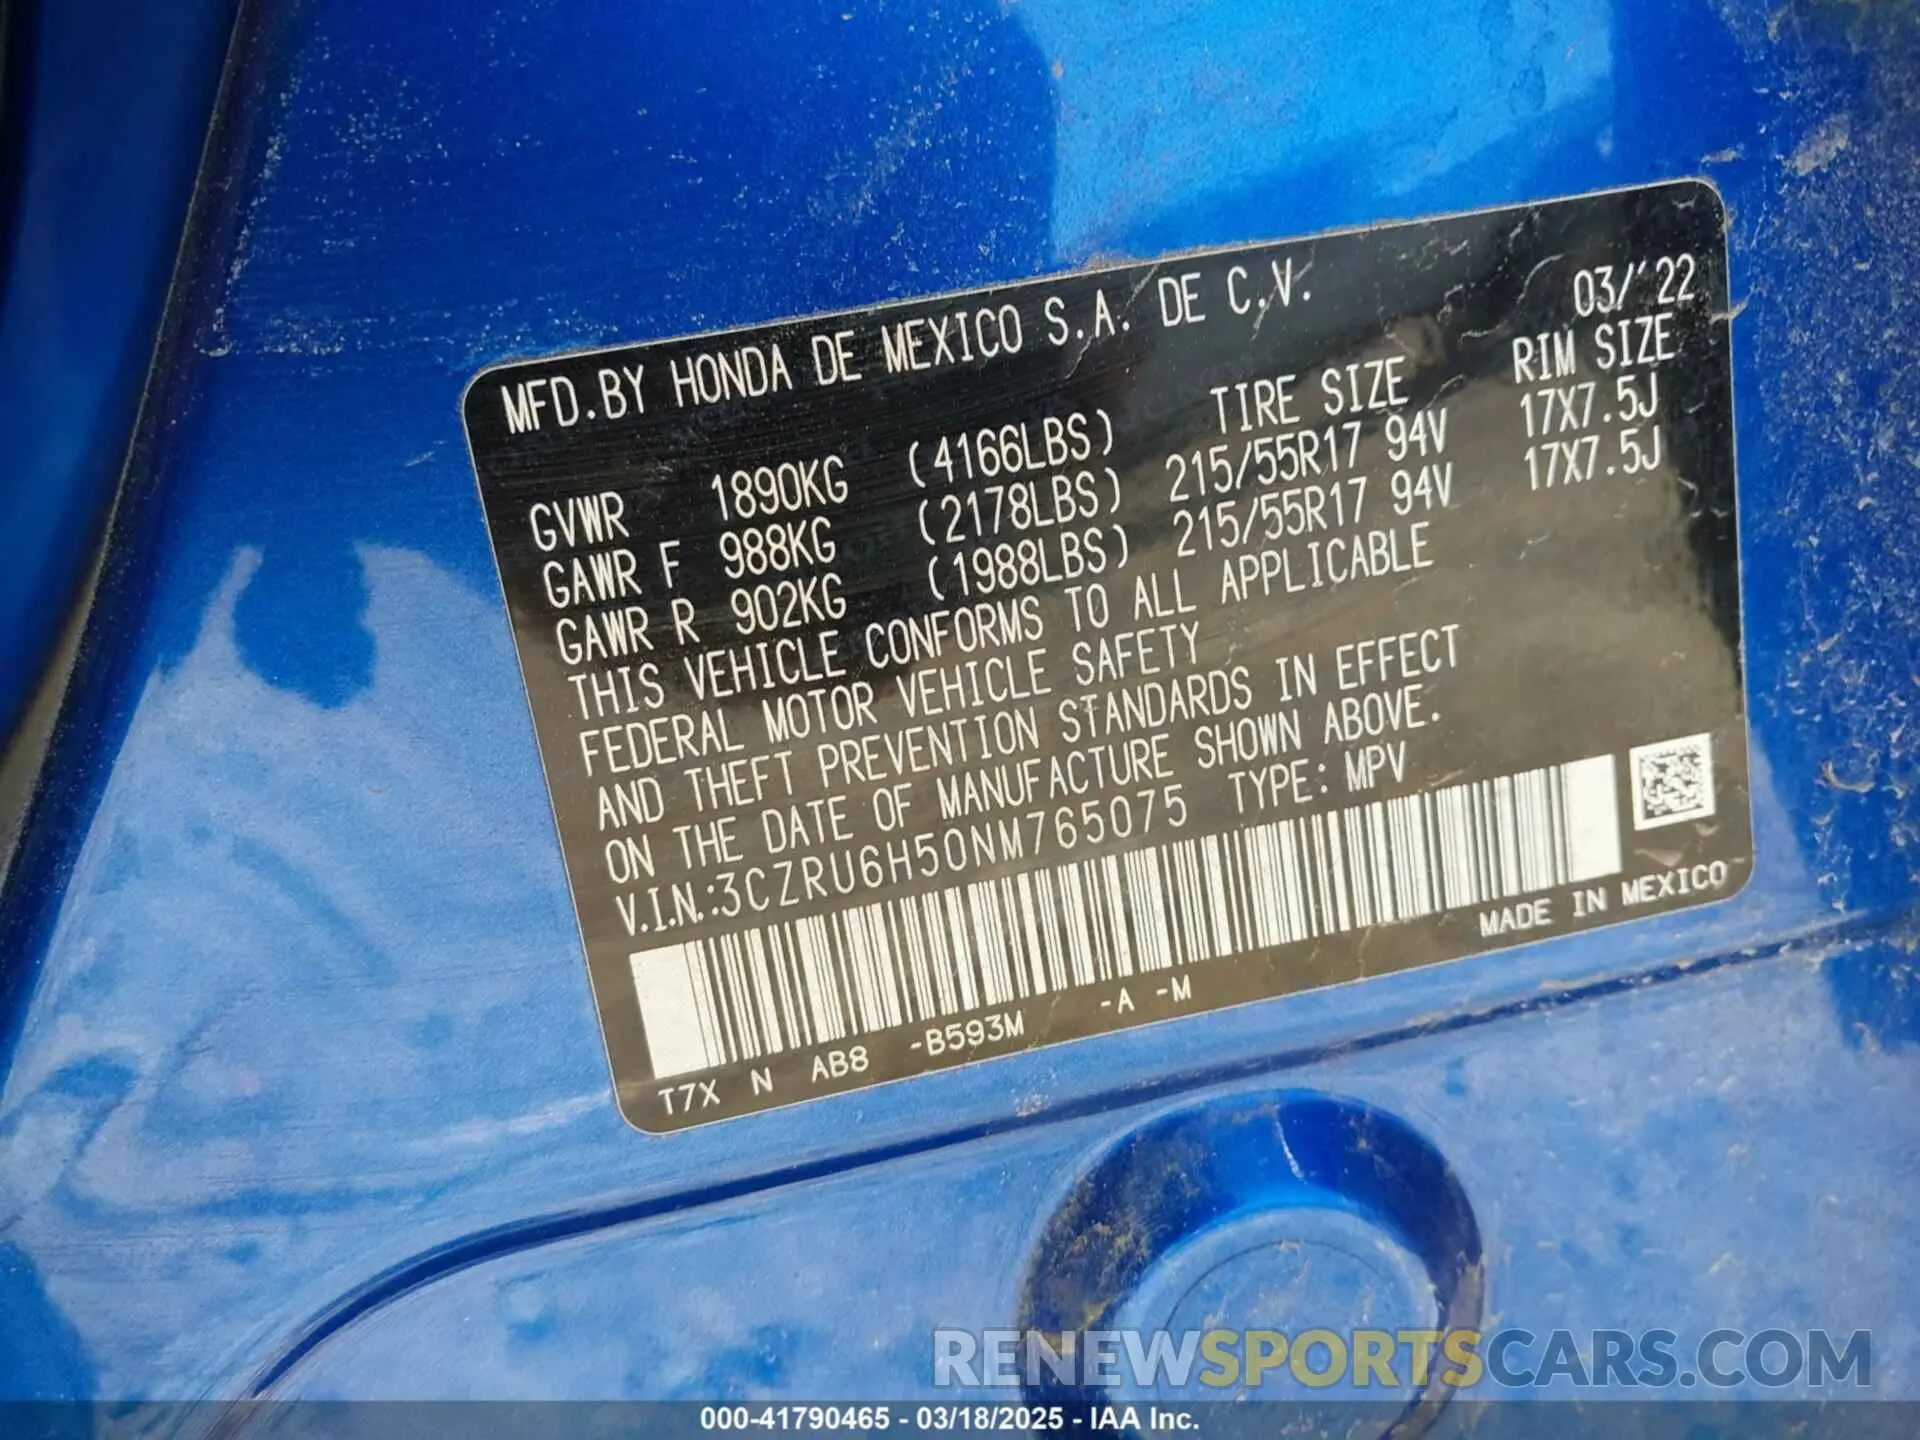 MFD.BY HONDA DE MEXICO S.A. DE C.V. 03/'22
TIRE SIZE RIM SIZE
GVWR 1890KG (4166LBS)
GAWR F 988KG (2178LBS) 215/55R17 94V 17X7.5J
GAWR R 902KG (1988LBS) 215/55R17 94V 17X7.5J
THIS VEHICLE CONFORMS TO ALL APPLICABLE
FEDERAL MOTOR VEHICLE SAFETY
AND THEFT PREVENTION STANDARDS IN EFFECT
ON THE DATE OF MANUFACTURE SHOWN ABOVE.
V.I.N.:3CZRU6H50NM765075 TYPE: MPV
MADE IN MEXICO
T7X N AB8 -B593M -A -M
RENEWSPORTSCARS.COM
000-41790465 - 03/18/2025 - IAA Inc.